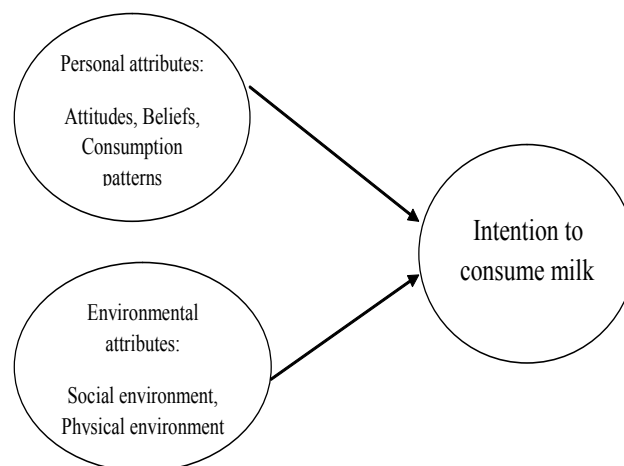 Personal attributes:
Attitudes, Beliefs,
Consumption
patterns
Intention to
consume milk
Environmental
attributes:
Social environment,
Physical environment